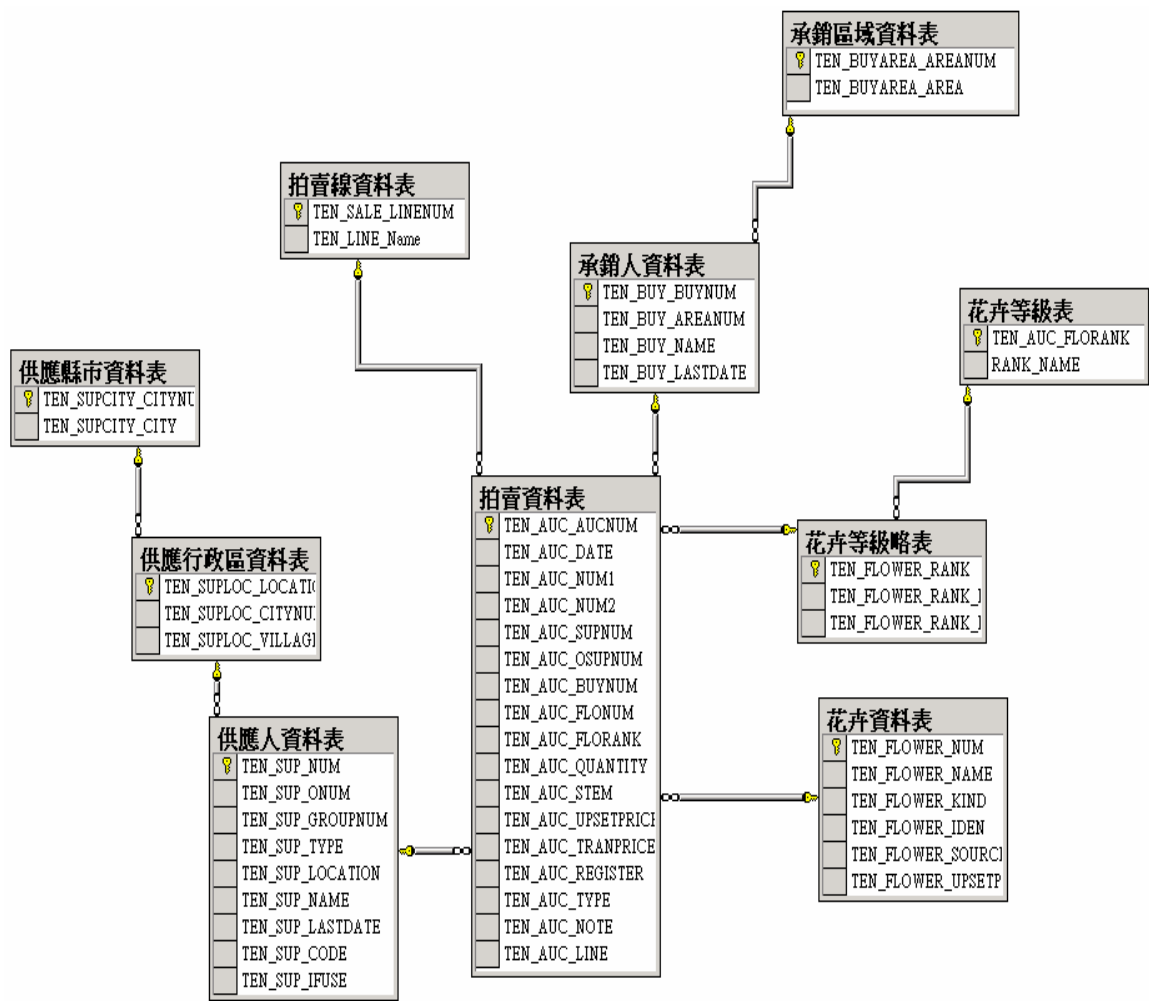 承銷區域資料表
TEN_BUYAREA_AREANUM
TEN_BUYAREA_AREA
拍賣線資料表
TEN_SALE_LINENUM
TEN_LINE_Name
承銷人資料表
TEN_BUY_BUYNUM
TEN_BUY_AREANUM
TEN_BUY_NAME
TEN_BUY_LASTDATE
花卉等級表
TEN_AUC_FLORANK
RANK_NAME
供應縣市資料表
TEN_SUPCITY_CITYNU
TEN_SUPCITY_CITY
拍賣資料表
TEN_AUC_AUCNUM
TEN_AUC_DATE
TEN_AUC_NUM1
TEN_AUC_NUM2
TEN_AUC_SUPNUM
TEN_AUC_OSUPNUM
TEN_AUC_BUYNUM
TEN_AUC_FLONUM
TEN_AUC_FLORANK
TEN_AUC_QUANTITY
TEN_AUC_STEM
TEN_AUC_UPSETPRICE
TEN_AUC_TRANPRICE
TEN_AUC_REGISTER
TEN_AUC_TYPE
TEN_AUC_NOTE
TEN_AUC_LINE
花卉等級略表
TEN_FLOWER_RANK
TEN_FLOWER_RANK_
TEN_FLOWER_RANK_
供應行政區資料表
TEN_SUPLOC_LOCATIO
TEN_SUPLOC_CITYNU
TEN_SUPLOC_VILLAGE
供應人資料表
TEN_SUP_NUM
TEN_SUP_ONUM
TEN_SUP_GROUPNUM
TEN_SUP_TYPE
TEN_SUP_LOCATION
TEN_SUP_NAME
TEN_SUP_LASTDATE
TEN_SUP_CODE
TEN_SUP_IFUSE
花卉資料表
TEN_FLOWER_NUM
TEN_FLOWER_NAME
TEN_FLOWER_KIND
TEN_FLOWER_IDEN
TEN_FLOWER_SOURC
TEN_FLOWER_UPSETP